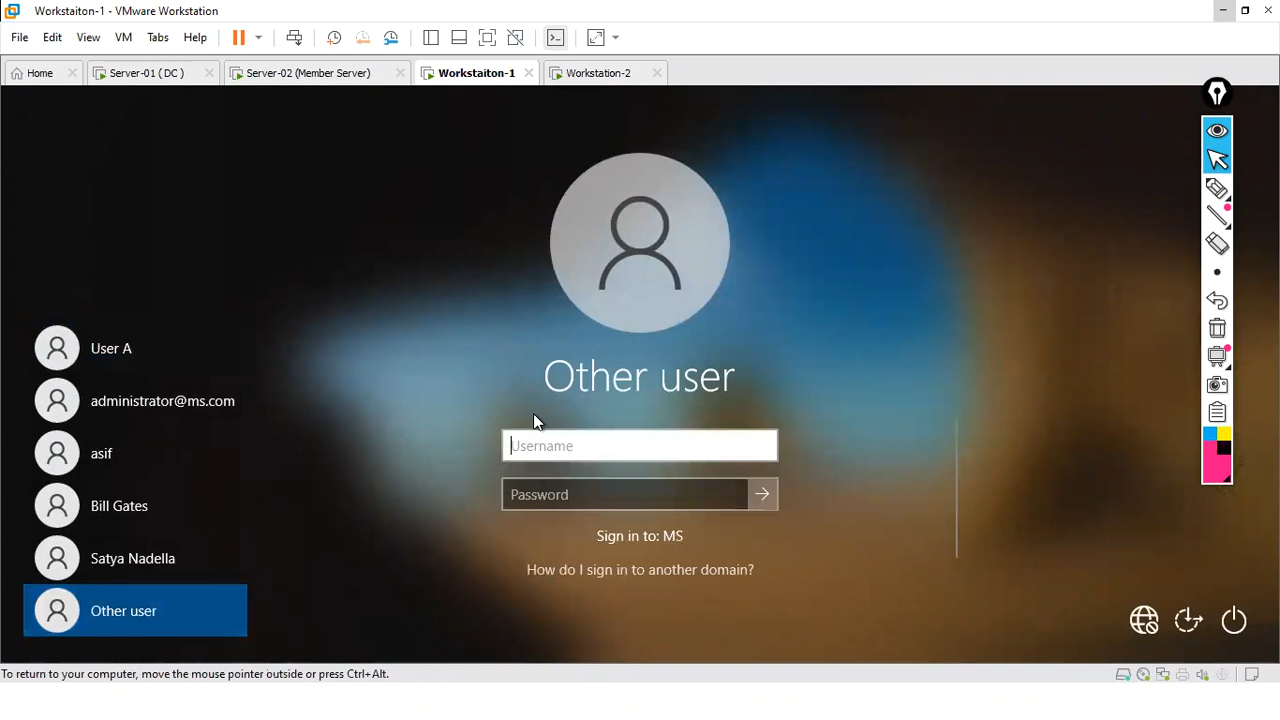 Workstaiton-1 - VMware Workstation
File Edit View VM Tabs Help
Home Server-01 ( DC ) Server-02 (Member Server) Workstaiton-1 Workstation-2
Other user
Username
Password
Sign in to: MS
How do I sign in to another domain?
User A
administrator@ms.com
asif
Bill Gates
Satya Nadella
Other user
To return to your computer, move the mouse pointer outside or press Ctrl+Alt.